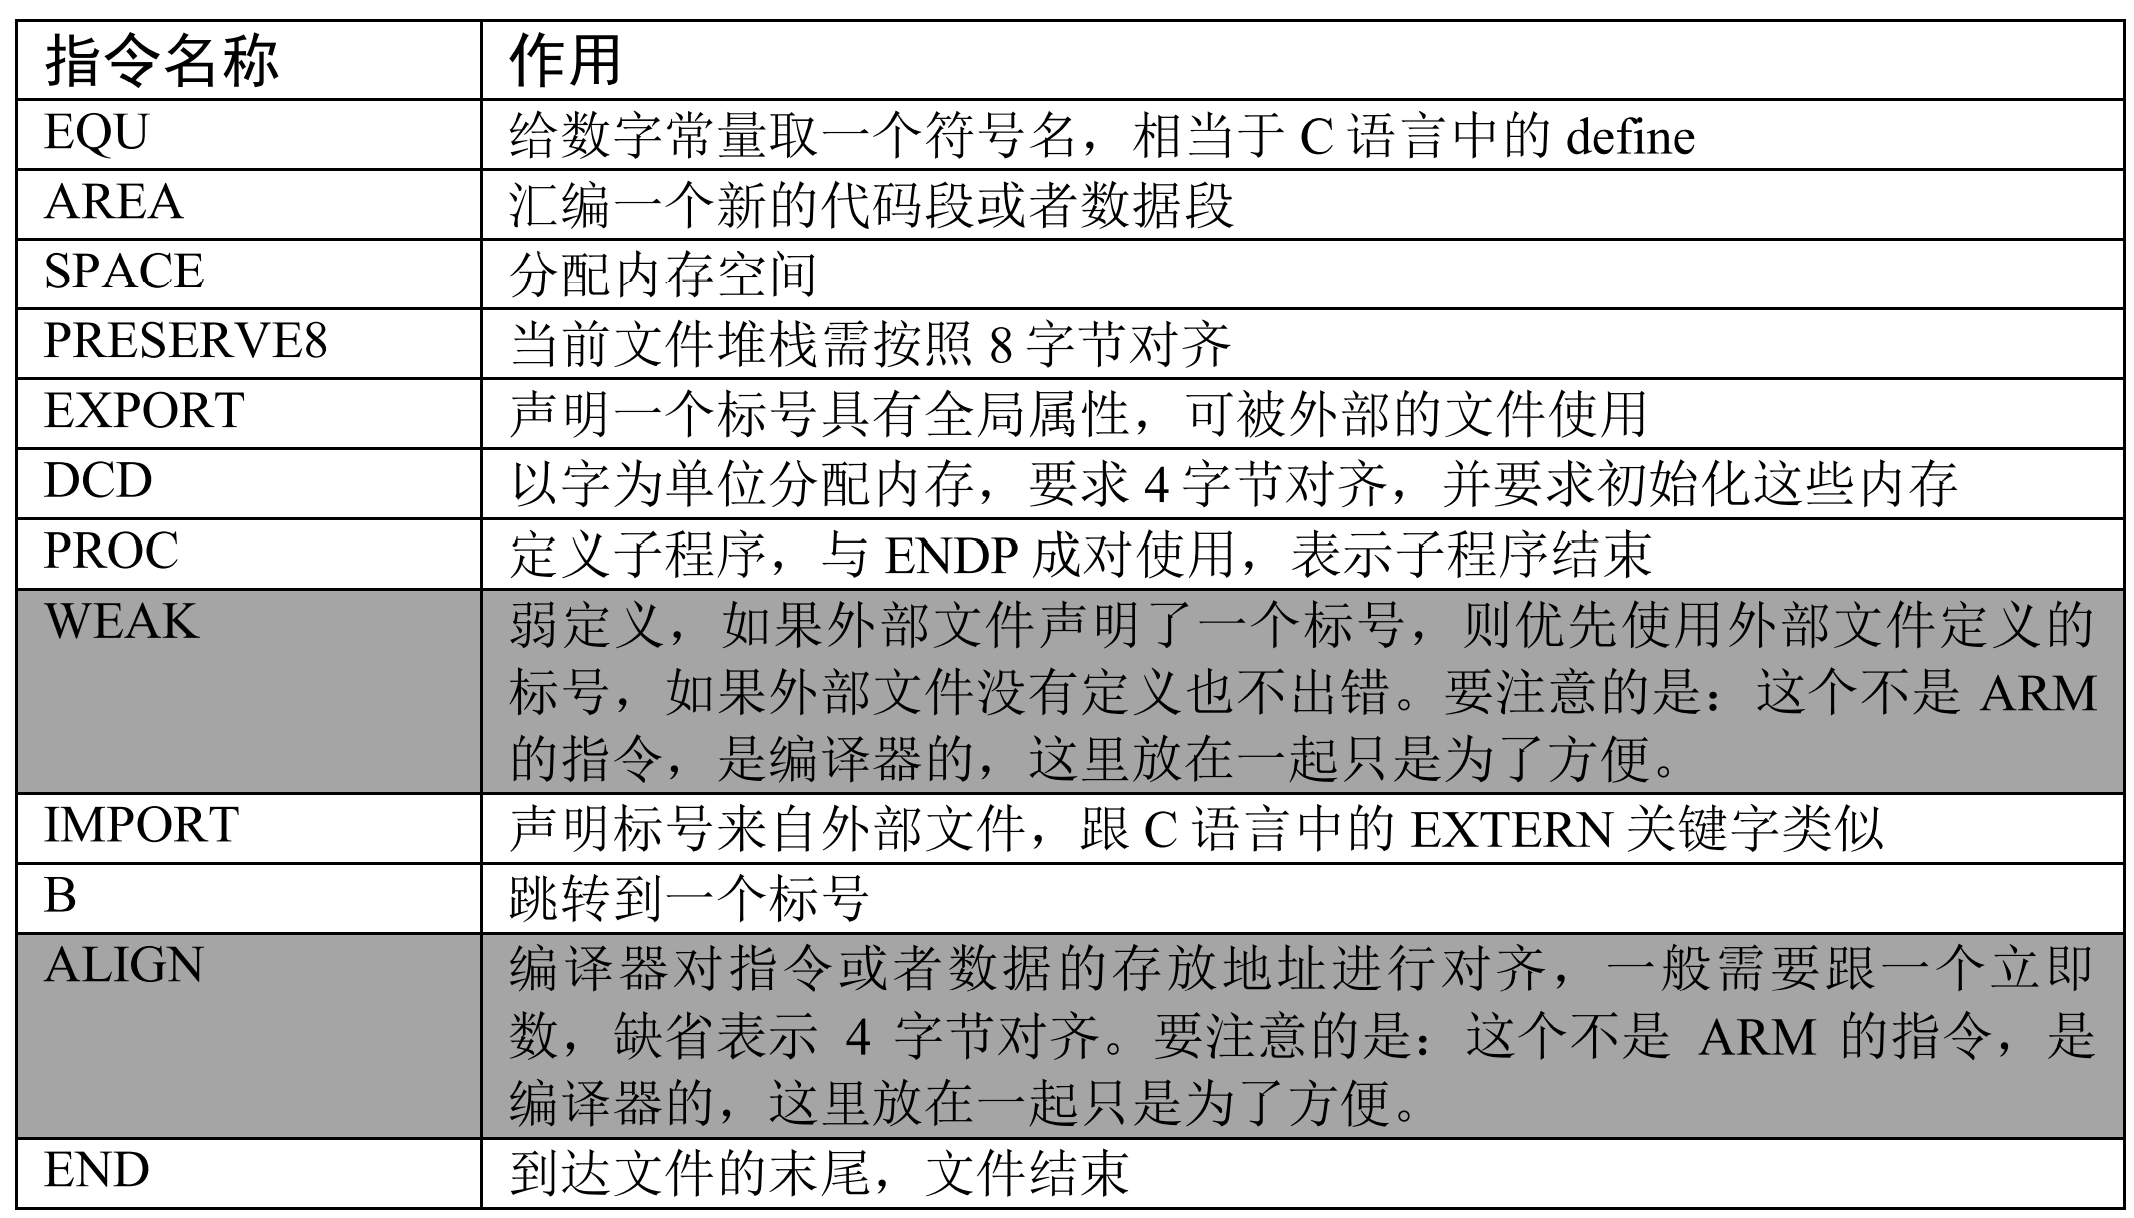 指令名称 作用
EQU 给数字常量取一个符号名，相当于 C 语言中的 define
AREA 汇编一个新的代码段或者数据段
SPACE 分配内存空间
PRESERVE8 当前文件堆栈需按照 8 字节对齐
EXPORT 声明一个标号具有全局属性，可被外部的文件使用
DCD 以字为单位分配内存，要求 4 字节对齐，并要求初始化这些内存
PROC 定义子程序，与 ENDP 成对使用，表示子程序结束
WEAK 弱定义，如果外部文件声明了一个标号，则优先使用外部文件定义的
标号，如果外部文件没有定义也不出错。要注意的是：这个不是 ARM
的指令，是编译器的，这里放在一起只是为了方便。
IMPORT 声明标号来自外部文件，跟 C 语言中的 EXTERN 关键字类似
B 跳转到一个标号
ALIGN 编译器对指令或者数据的存放地址进行对齐，一般需要跟一个立即
数，缺省表示 4 字节对齐。要注意的是：这个不是 ARM 的指令，是
编译器的，这里放在一起只是为了方便。
END 到达文件的末尾，文件结束